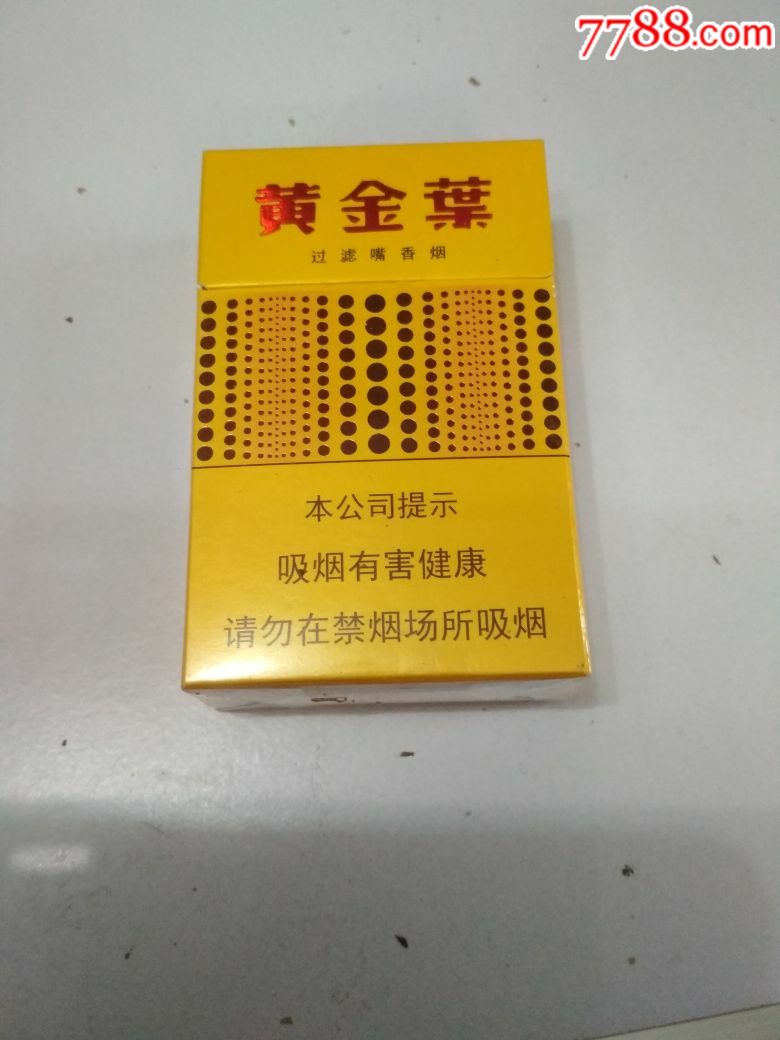 7788.com
黄金葉
过滤嘴香烟
本公司提示
吸烟有害健康
请勿在禁烟场所吸烟